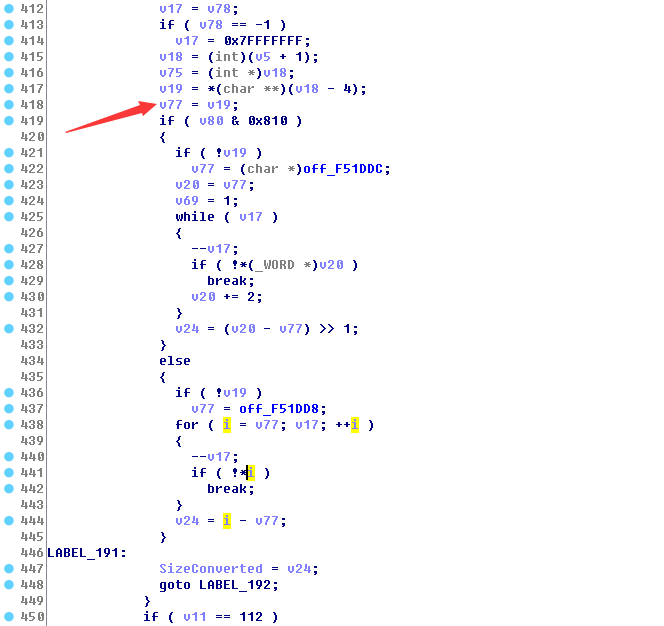 412 v17 = v78;
413 if ( v78 == -1 )
414 v17 = 0x7FFFFFFF;
415 v18 = (int)(v5 + 1);
416 v75 = (int *)v18;
417 v19 = *(char **)(v18 - 4);
418 v77 = v19;
419 if ( v80 & 0x810 )
420 {
421 if ( !v19 )
422 v77 = (char *)off_F51DDC;
423 v20 = v77;
424 v69 = 1;
425 while ( v17 )
426 {
427 --v17;
428 if ( !*(_WORD *)v20 )
429 break;
430 v20 += 2;
431 }
432 v24 = (v20 - v77) >> 1;
433 }
434 else
435 {
436 if ( !v19 )
437 v77 = off_F51DD8;
438 for ( i = v77; v17; ++i )
439 {
440 --v17;
441 if ( !*i )
442 break;
443 }
444 v24 = i - v77;
445 }
446 LABEL_191:
447 SizeConverted = v24;
448 goto LABEL_192;
449 }
450 if ( v11 == 112 )